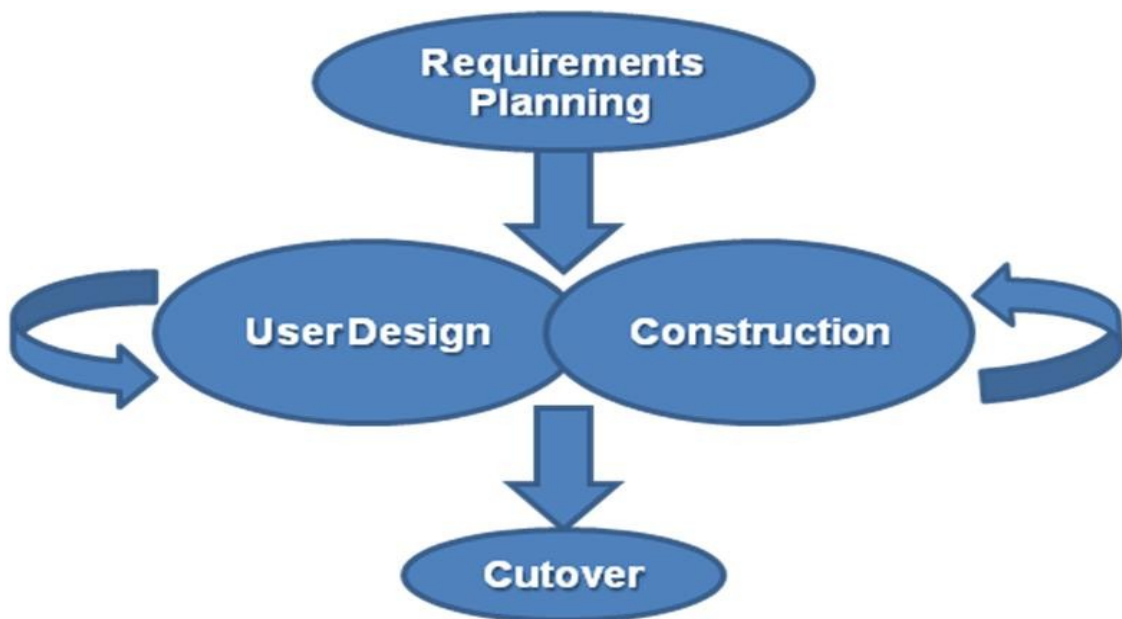 Requirements
Planning
User Design
Construction
Cutover